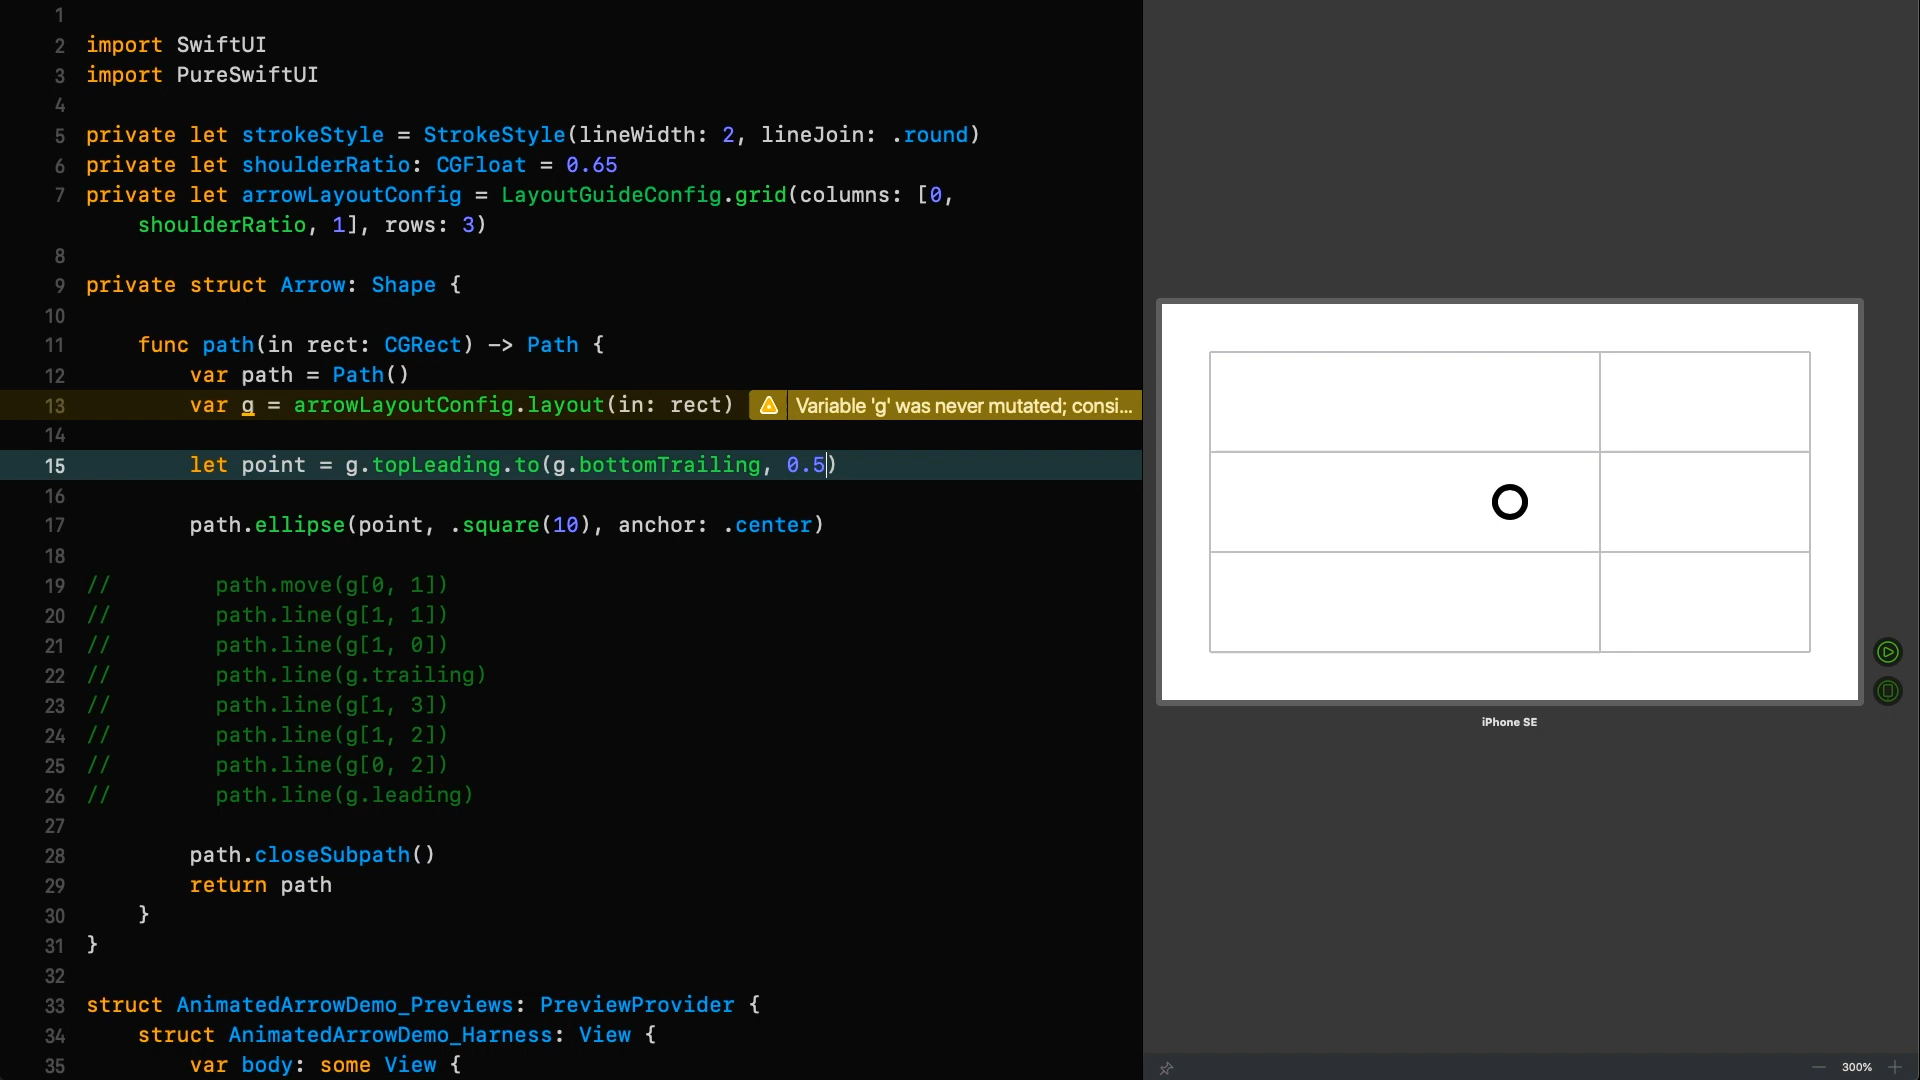 1
2 import SwiftUI
3 import PureSwiftUI
4
5 private let strokeStyle = StrokeStyle(lineWidth: 2, lineJoin: .round)
6 private let shoulderRatio: CGFloat = 0.65
7 private let arrowLayoutConfig = LayoutGuideConfig.grid(columns: [0,
shoulderRatio, 1], rows: 3)
8
9 private struct Arrow: Shape {
10
11 func path(in rect: CGRect) -> Path {
12 var path = Path()
13 var g = arrowLayoutConfig.layout(in: rect) Variable 'g' was never mutated; consi...
14
15 let point = g.topLeading.to(g.bottomTrailing, 0.5)
16
17 path.ellipse(point, .square(10), anchor: .center)
18
19 // path.move(g[0, 1])
20 // path.line(g[1, 1])
21 // path.line(g[1, 0])
22 // path.line(g.trailing)
23 // path.line(g[1, 3])
24 // path.line(g[1, 2])
25 // path.line(g[0, 2])
26 // path.line(g.leading)
27
28 path.closeSubpath()
29 return path
30 }
31 }
32
33 struct AnimatedArrowDemo_Previews: PreviewProvider {
34 struct AnimatedArrowDemo_Harness: View {
35 var body: some View {
iPhone SE
300%